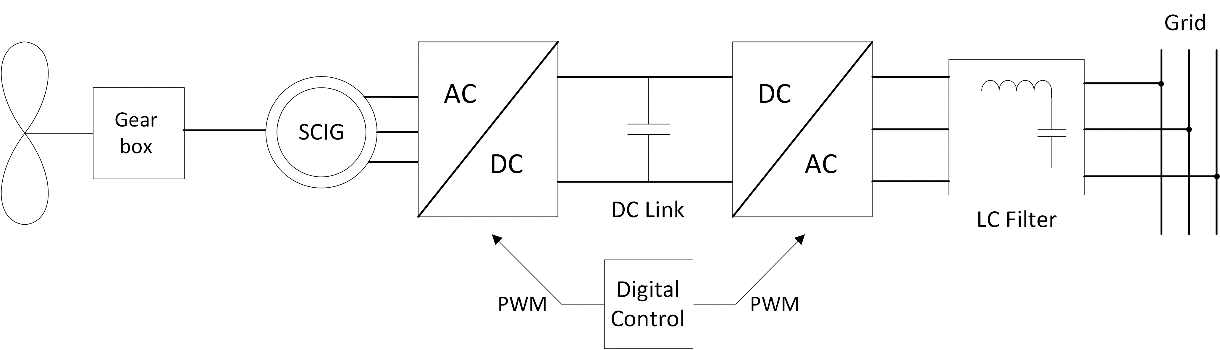 Grid
Gear
box
SCIG
AC
DC
DC
AC
DC Link
LC Filter
PWM
Digital
Control
PWM